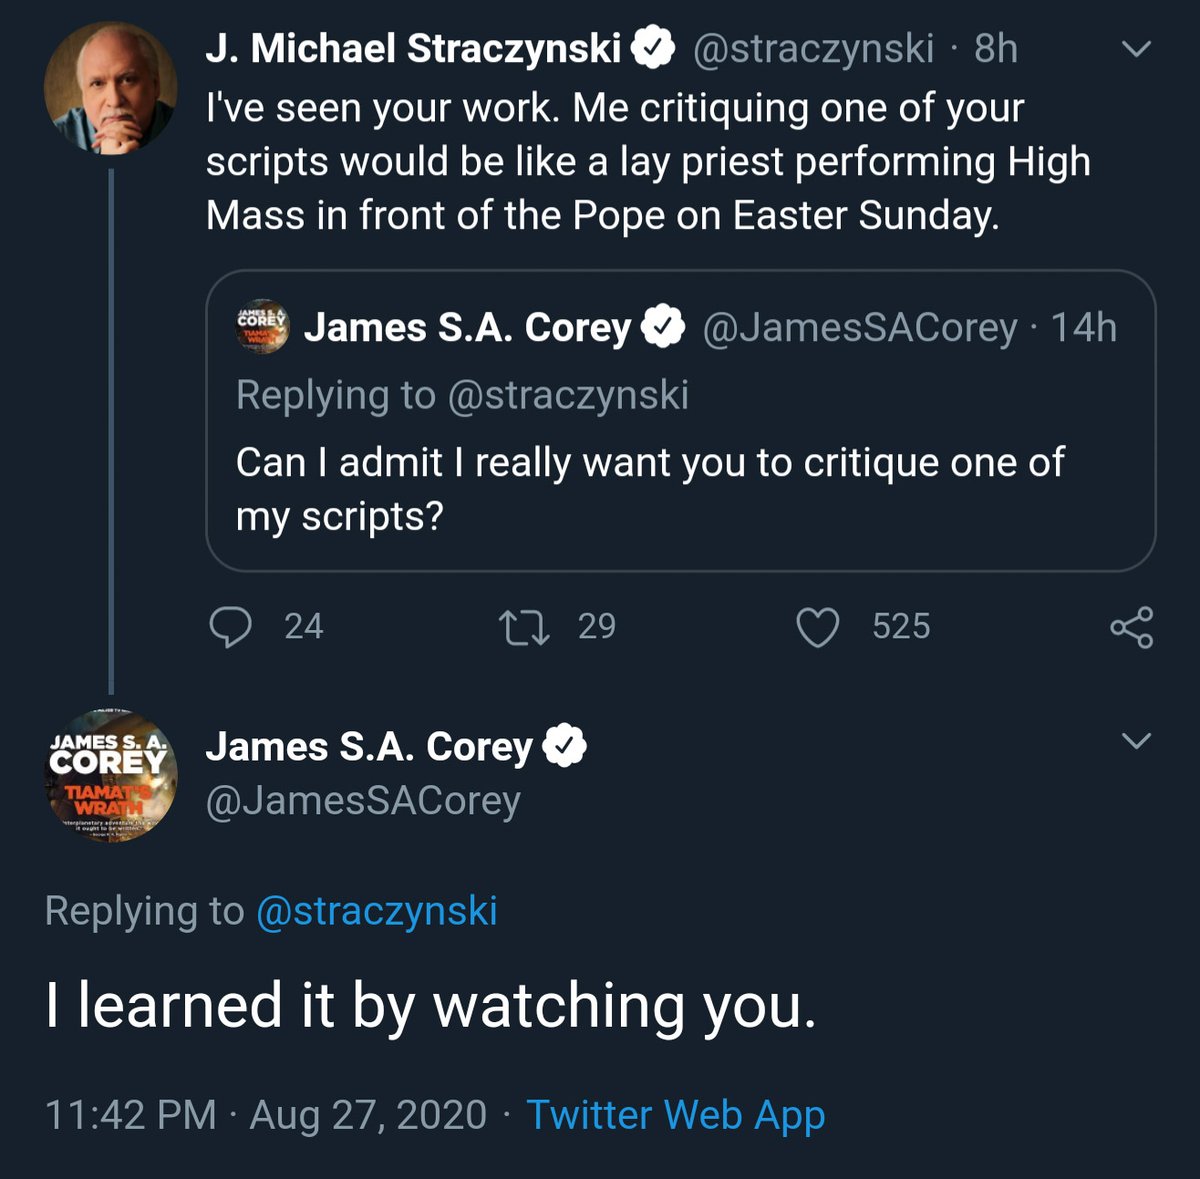 J. Michael Straczynski @straczynski · 8h
I've seen your work. Me critiquing one of your
scripts would be like a lay priest performing High
Mass in front of the Pope on Easter Sunday.
JAMES S. A.
COREY
TIAMAT'S
WRATH
James S.A. Corey @JamesSACorey · 14h
Replying to @straczynski
Can I admit I really want you to critique one of
my scripts?
24 29 525
JAMES S. A.
COREY
TIAMAT'S
WRATH
James S.A. Corey
@JamesSACorey
Replying to @straczynski
I learned it by watching you.
11:42 PM · Aug 27, 2020 · Twitter Web App